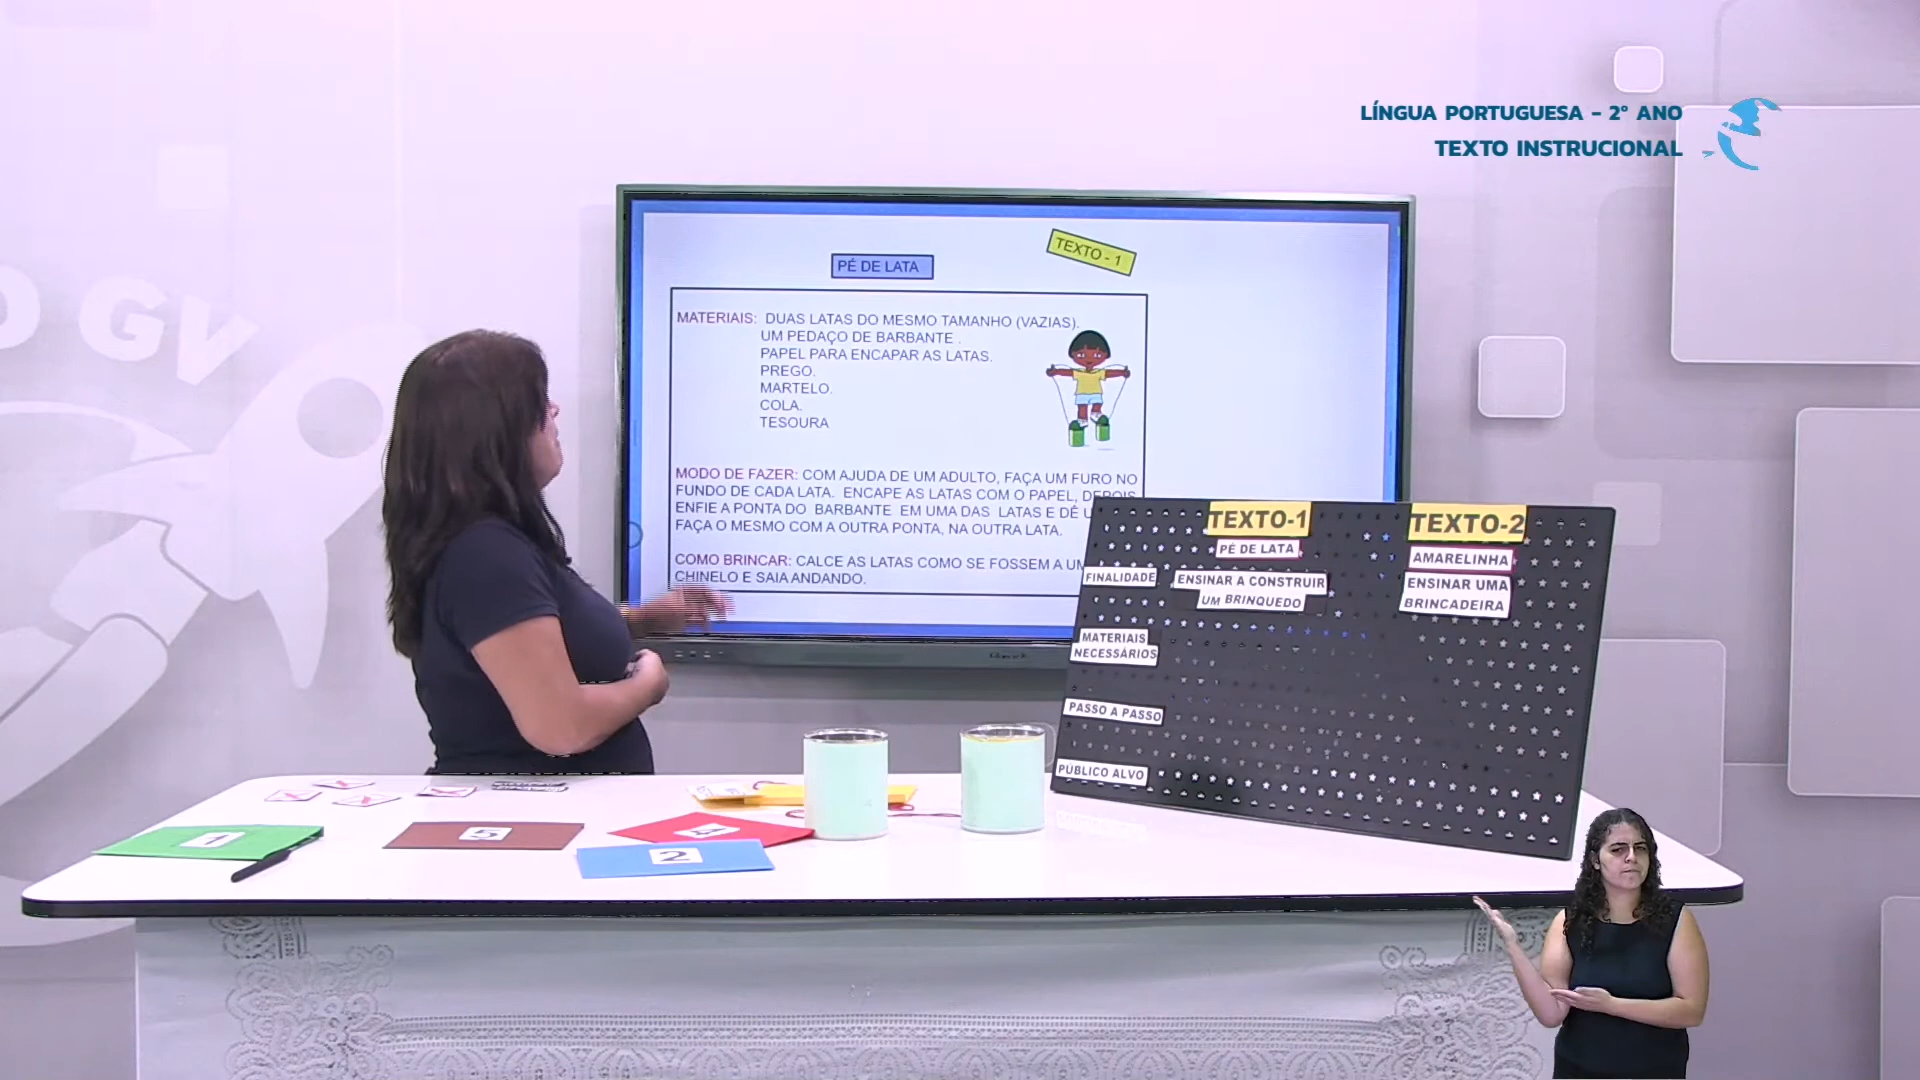 LÍNGUA PORTUGUESA - 2º ANO
TEXTO INSTRUCIONAL
O GV
TEXTO - 1
PÉ DE LATA
MATERIAIS: DUAS LATAS DO MESMO TAMANHO (VAZIAS).
UM PEDAÇO DE BARBANTE .
PAPEL PARA ENCAPAR AS LATAS.
PREGO.
MARTELO.
COLA.
TESOURA
MODO DE FAZER: COM AJUDA DE UM ADULTO, FAÇA UM FURO NO
FUNDO DE CADA LATA. ENCAPE AS LATAS COM O PAPEL, DEPOIS
ENFIE A PONTA DO BARBANTE EM UMA DAS LATAS E DÊ
FAÇA O MESMO COM A OUTRA PONTA, NA OUTRA LATA.
COMO BRINCAR: CALCE AS LATAS COMO SE FOSSEM A
CHINELO E SAIA ANDANDO.
TEXTO-1 TEXTO-2
PÉ DE LATA AMARELINHA
FINALIDADE ENSINAR A CONSTRUIR ENSINAR UMA
UM BRINQUEDO BRINCADEIRA
MATERIAIS
NECESSÁRIOS
PASSO A PASSO
PÚBLICO ALVO
1
5
4
2